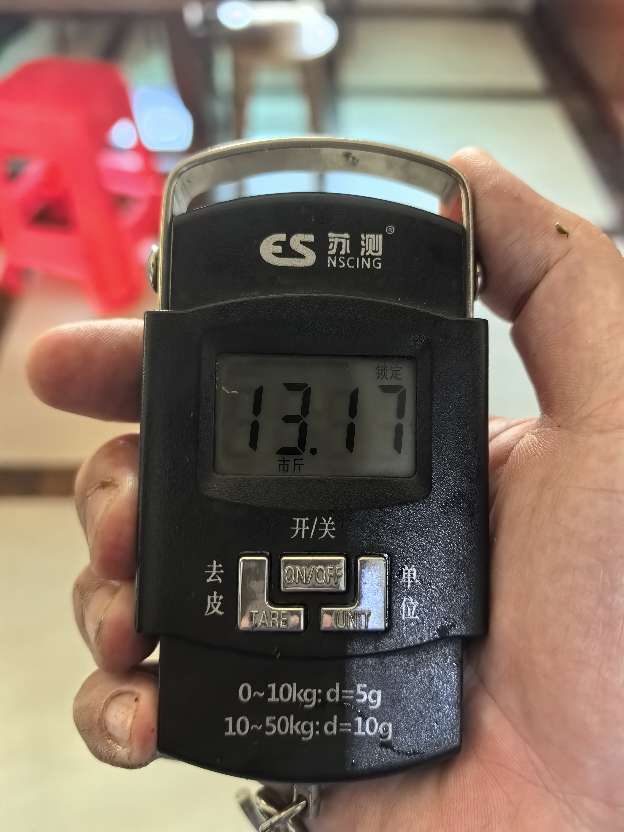 ES 苏测®
NSCING
锁定
13.17
市斤
开/关
去皮
ON/OFF
单位
TARE
UNIT
0~10kg:d=5g
10~50kg:d=10g